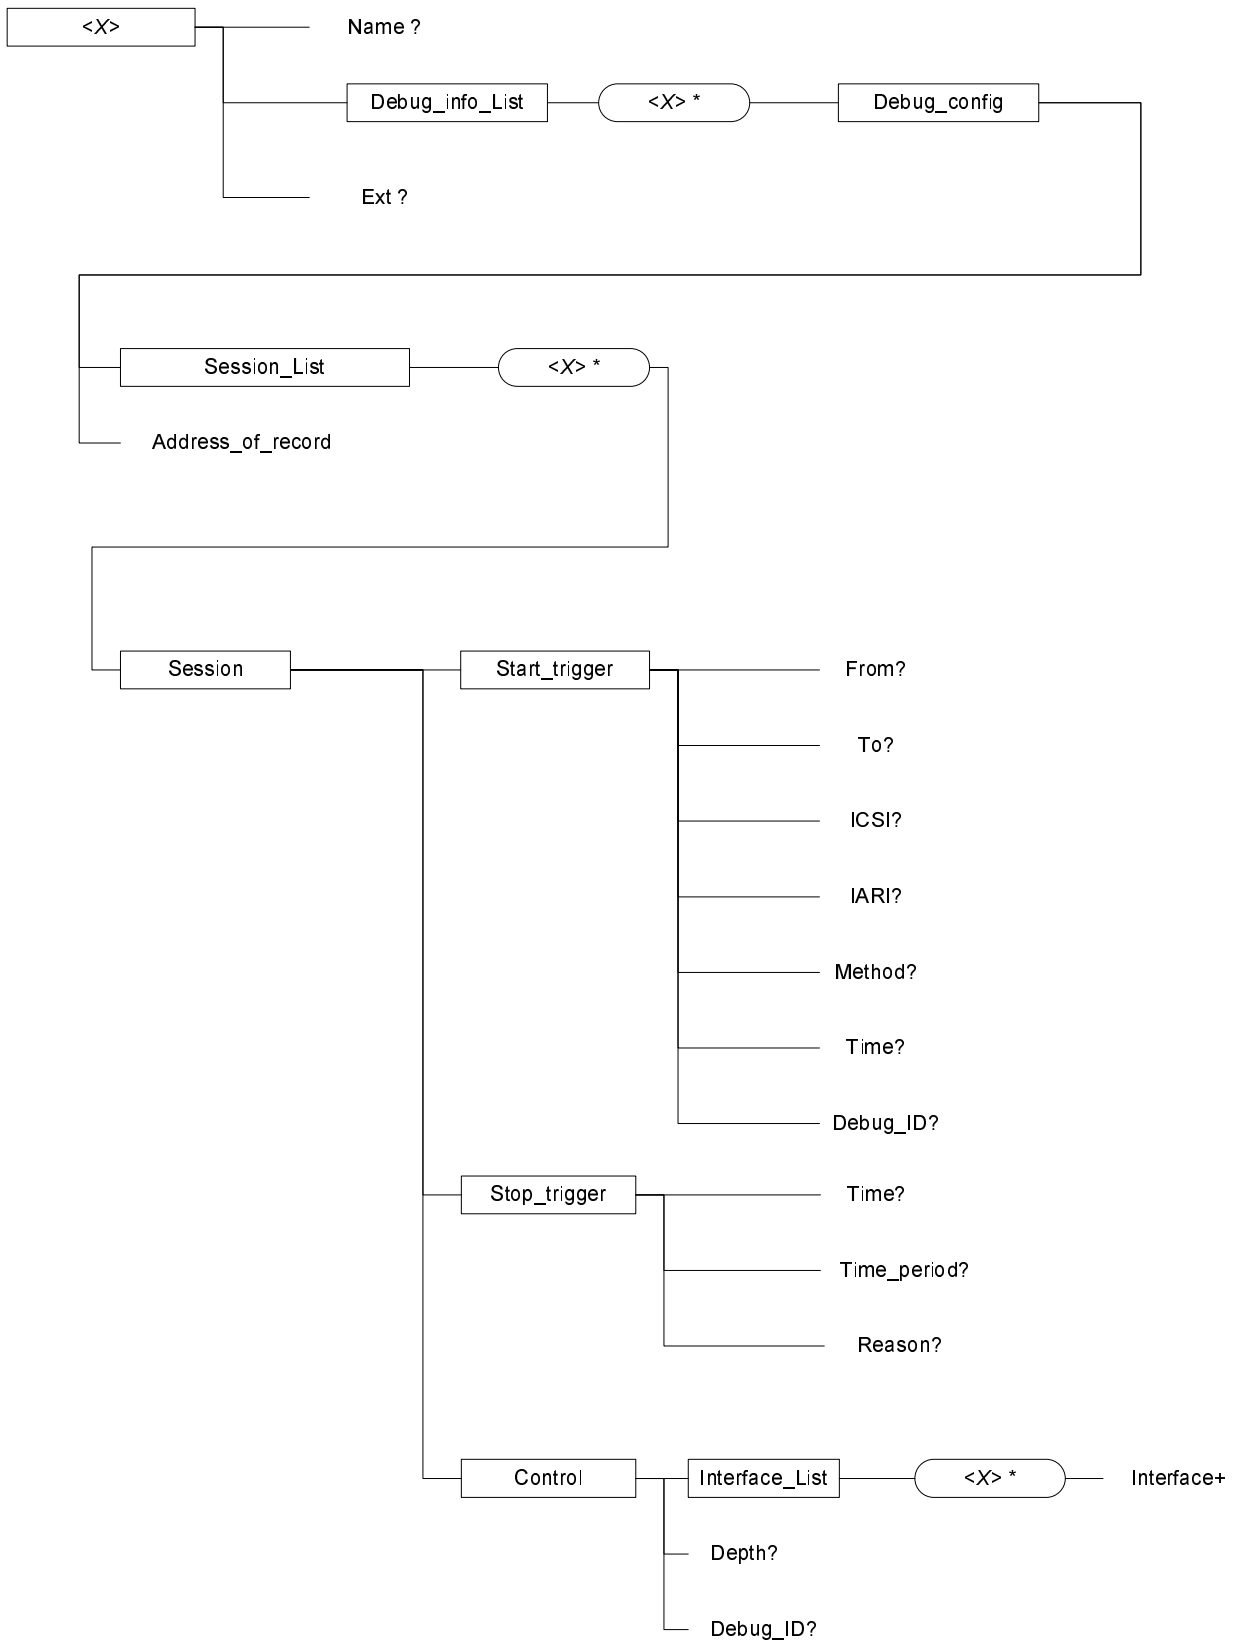 <X>
Name ?
Debug_info_List
<X> *
Debug_config
Ext ?
Session_List
<X> *
Address_of_record
Session
Start_trigger
From?
To?
ICSI?
IARI?
Method?
Time?
Debug_ID?
Stop_trigger
Time?
Time_period?
Reason?
Control
Interface_List
<X> *
Interface+
Depth?
Debug_ID?